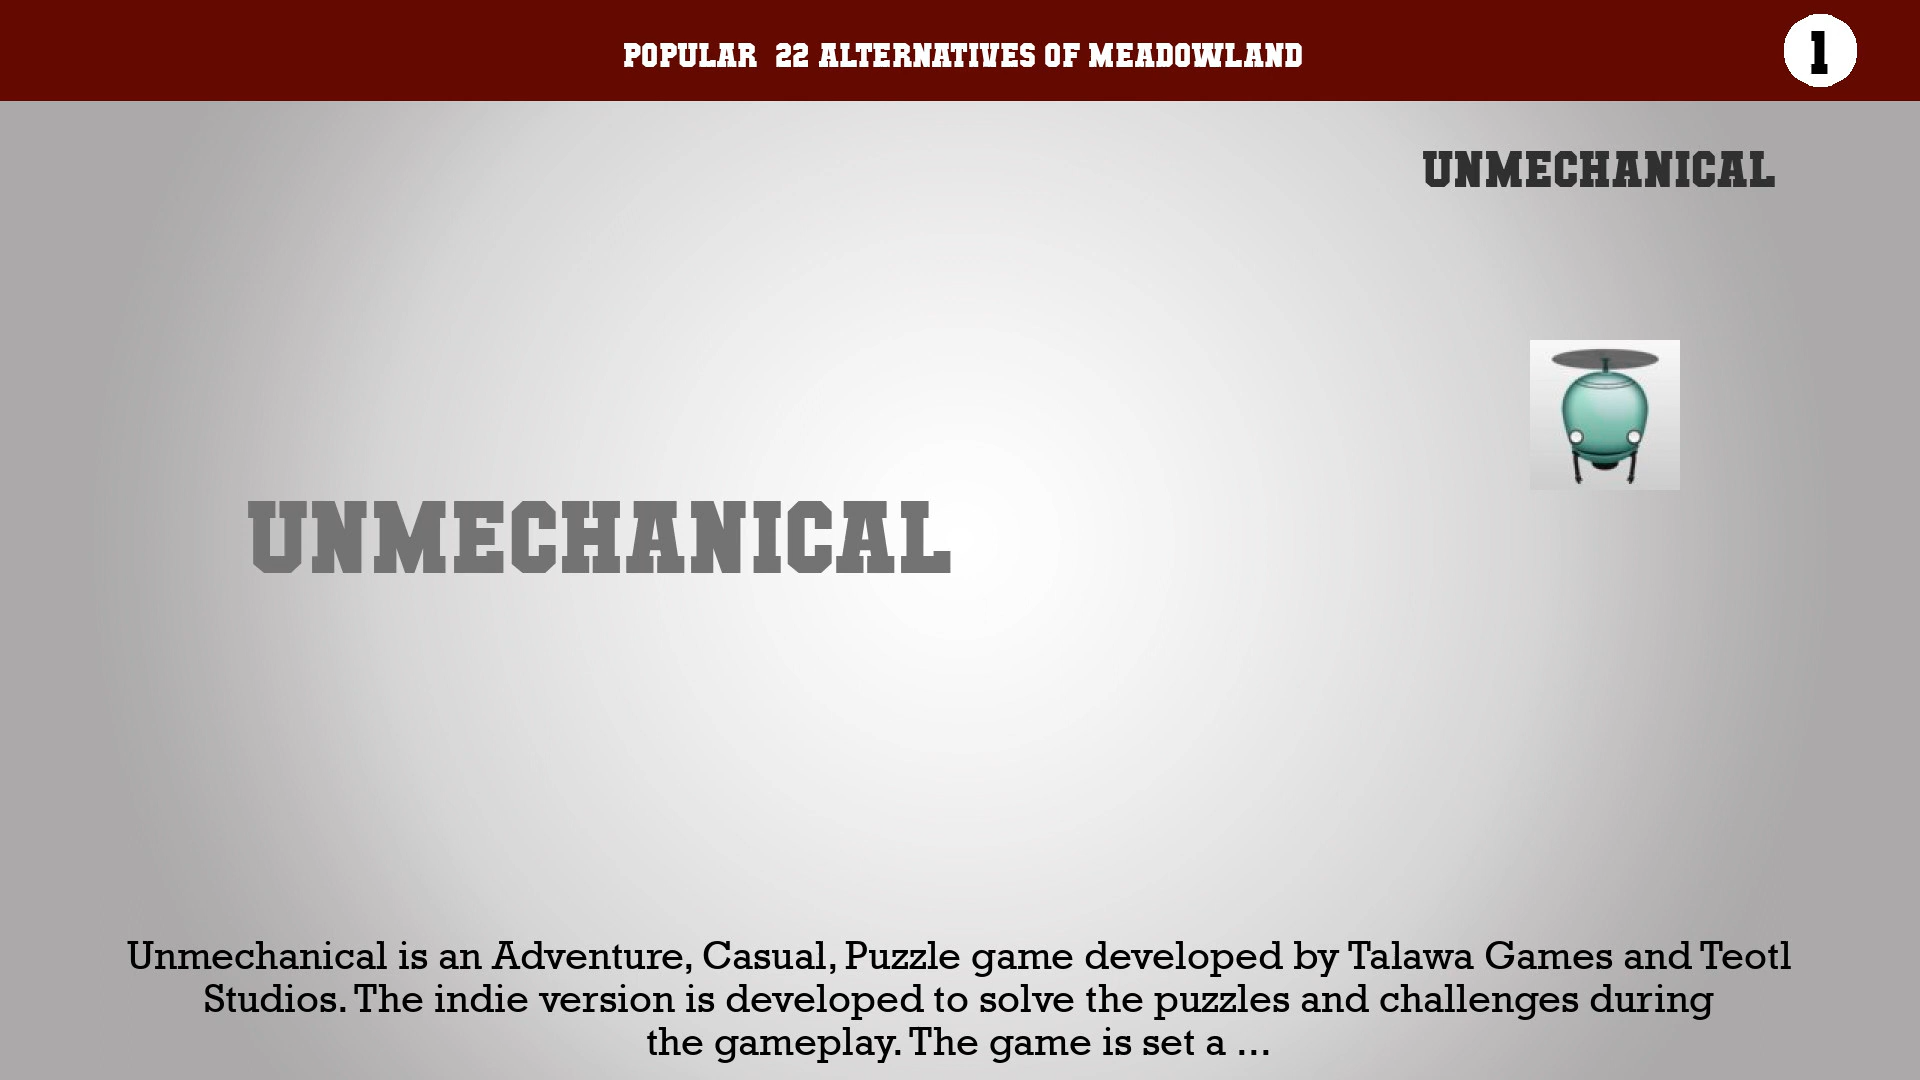 POPULAR  22 ALTERNATIVES OF MEADOWLAND
1
UNMECHANICAL
UNMECHANICAL
Unmechanical is an Adventure, Casual, Puzzle game developed by Talawa Games and Teotl
Studios. The indie version is developed to solve the puzzles and challenges during
the gameplay. The game is set a ...